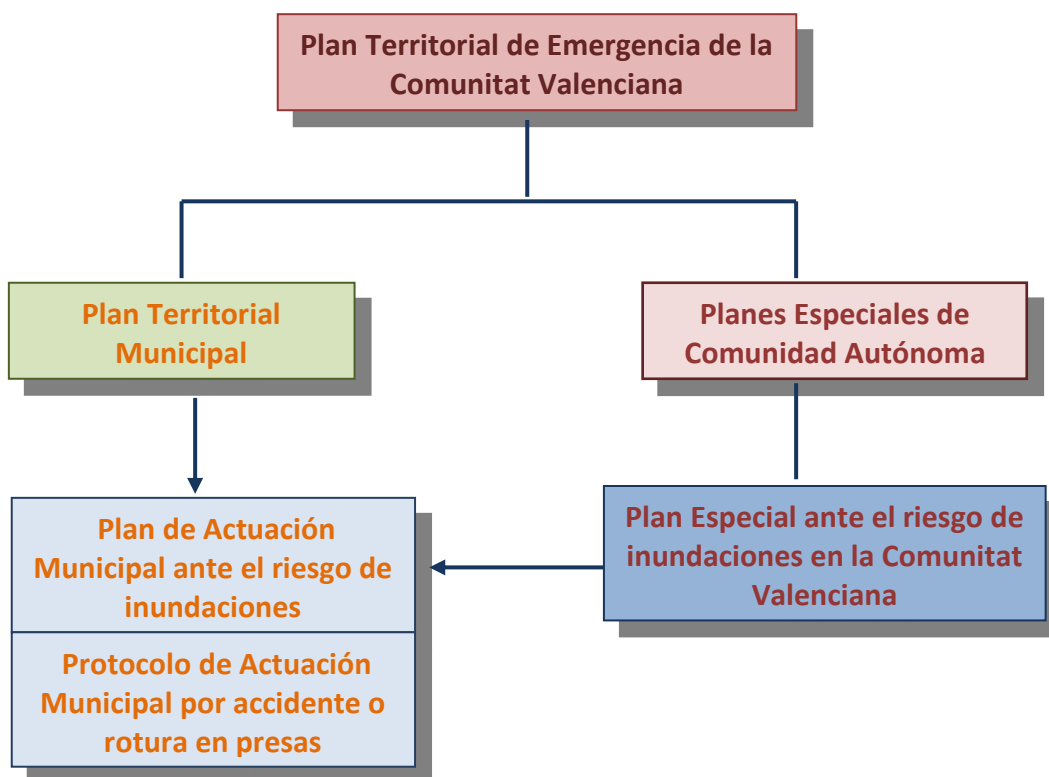 Plan Territorial de Emergencia de la
Comunitat Valenciana
Plan Territorial
Municipal
Planes Especiales de
Comunidad Autónoma
Plan de Actuación
Municipal ante el riesgo de
inundaciones
Plan Especial ante el riesgo de
inundaciones en la Comunitat
Valenciana
Protocolo de Actuación
Municipal por accidente o
rotura en presas